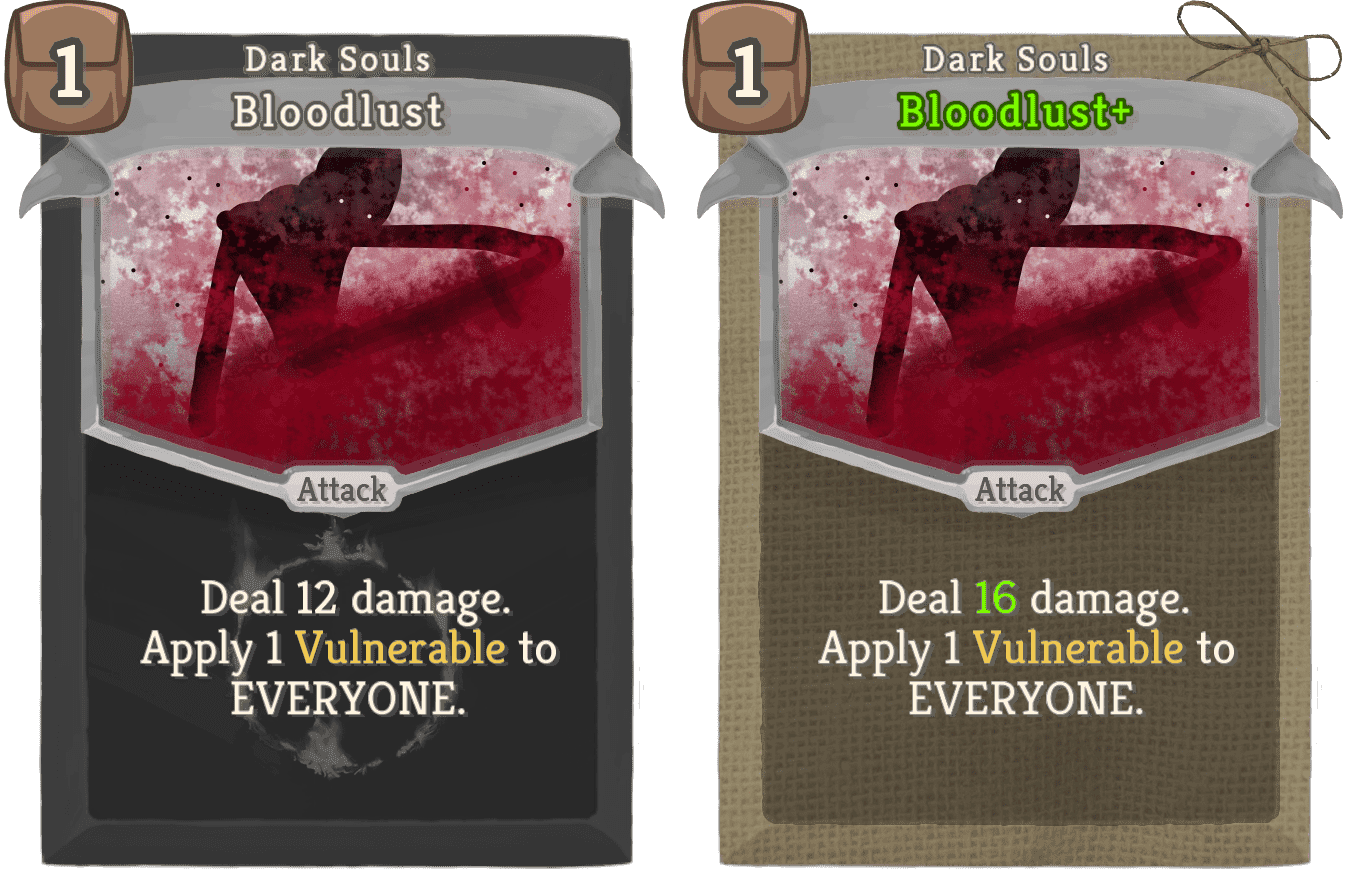 1
Dark Souls
Bloodlust
Attack
Deal 12 damage.
Apply 1 Vulnerable to
EVERYONE.
1
Dark Souls
Bloodlust+
Attack
Deal 16 damage.
Apply 1 Vulnerable to
EVERYONE.